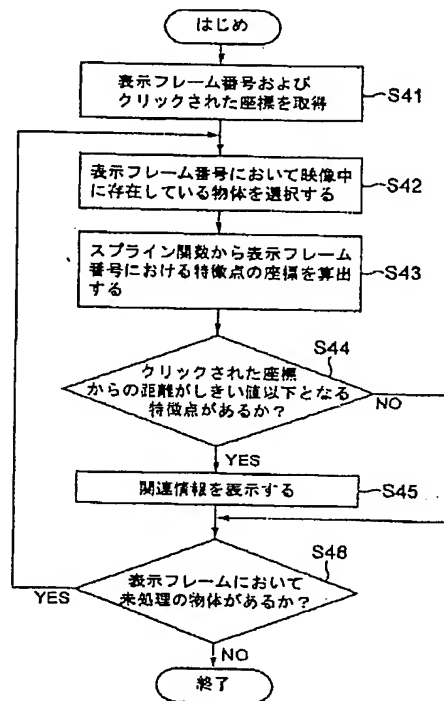 はじめ
表示フレーム番号および
クリックされた座標を取得
S41
表示フレーム番号において映像中
に存在している物体を選択する
S42
スプライン関数から表示フレーム
番号における特徴点の座標を算出
する
S43
S44
クリックされた座標
からの距離がしきい値以下となる
特徴点があるか?
NO
YES
関連情報を表示する
S45
S48
表示フレームにおいて
未処理の物体があるか?
YES
NO
終了